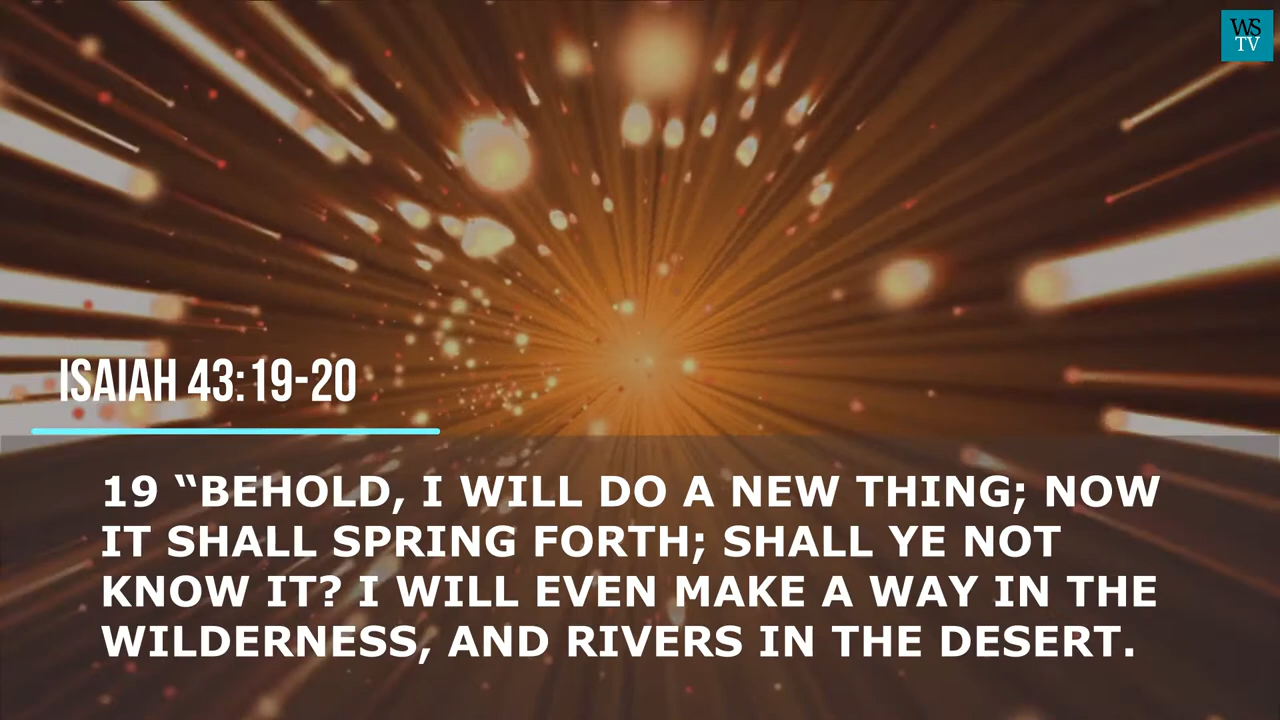 WS
TV
ISAIAH 43:19-20
19 “BEHOLD, I WILL DO A NEW THING; NOW
IT SHALL SPRING FORTH; SHALL YE NOT
KNOW IT? I WILL EVEN MAKE A WAY IN THE
WILDERNESS, AND RIVERS IN THE DESERT.